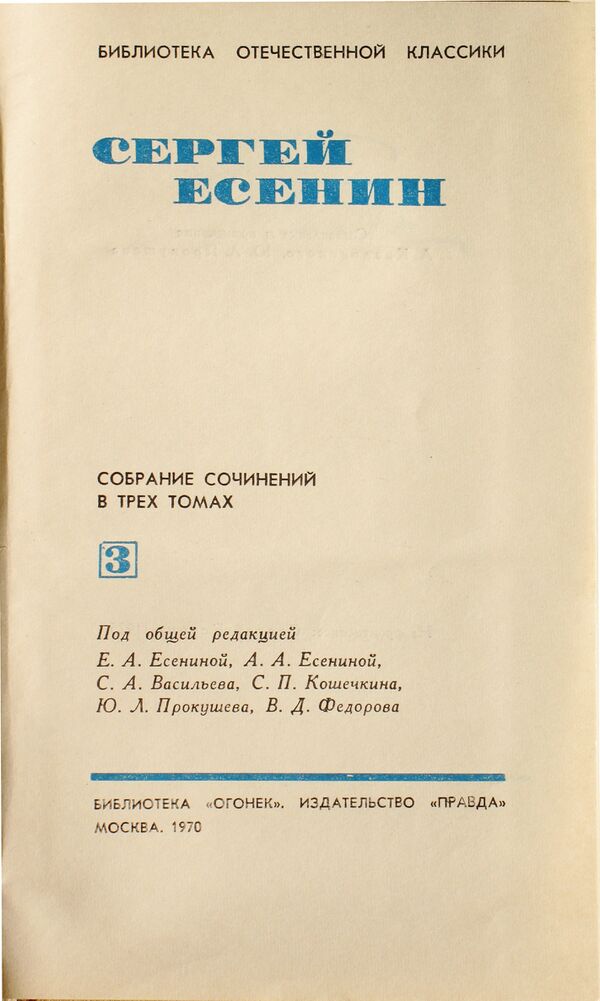 БИБЛИОТЕКА ОТЕЧЕСТВЕННОЙ КЛАССИКИ
СЕРГЕЙ
ЕСЕНИН
СОБРАНИЕ СОЧИНЕНИЙ
В ТРЕХ ТОМАХ
3
Под общей редакцией
Е. А. Есениной, А. А. Есениной,
С. А. Васильева, С. П. Кошечкина,
Ю. Л. Прокушева, В. Д. Федорова
БИБЛИОТЕКА «ОГОНЕК». ИЗДАТЕЛЬСТВО «ПРАВДА»
МОСКВА. 1970